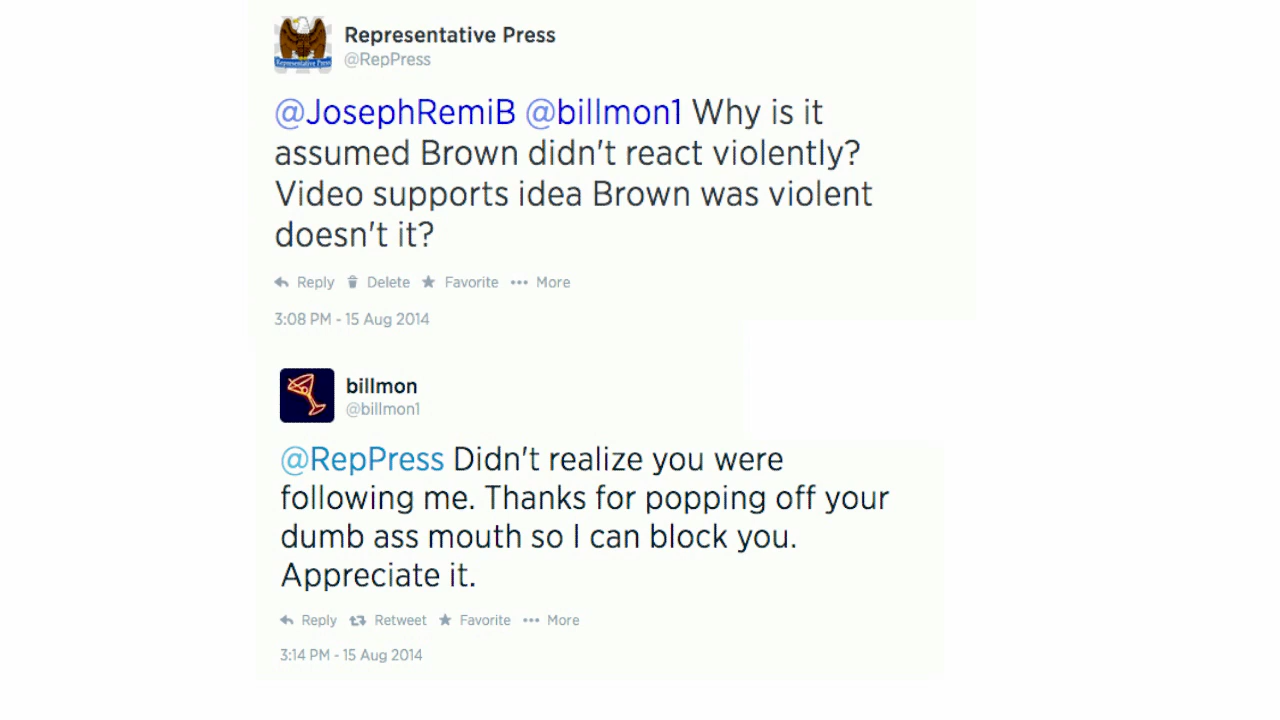 Representative Press
Representative Press
@RepPress
@JosephRemiB @billmon1 Why is it
assumed Brown didn't react violently?
Video supports idea Brown was violent
doesn't it?
Reply Delete Favorite More
3:08 PM - 15 Aug 2014
billmon
@billmon1
@RepPress Didn't realize you were
following me. Thanks for popping off your
dumb ass mouth so I can block you.
Appreciate it.
Reply Retweet Favorite More
3:14 PM - 15 Aug 2014